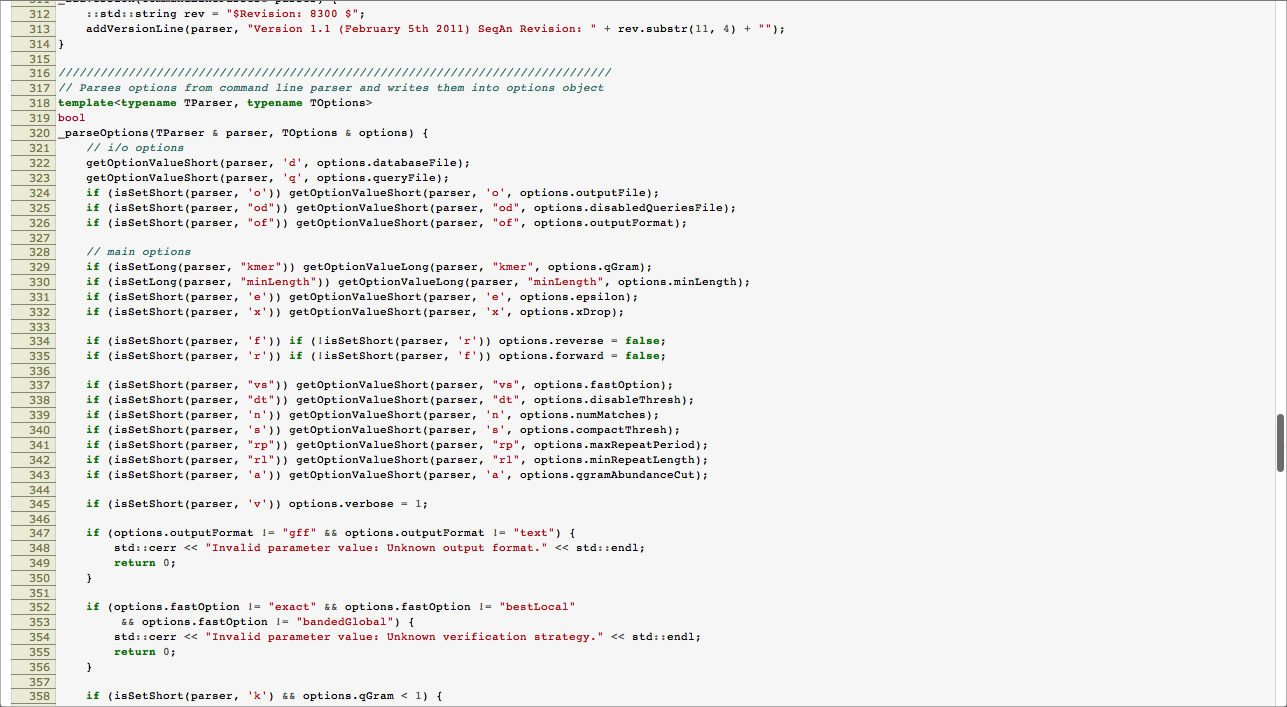 312 ::std::string rev = "$Revision: 8300 $";
313 addVersionLine(parser, "Version 1.1 (February 5th 2011) SeqAn Revision: " + rev.substr(11, 4) + "");
314 }
315
316 ///////////////////////////////////////////////////////////////////////////////
317 // Parses options from command line parser and writes them into options object
318 template<typename TParser, typename TOptions>
319 bool
320 _parseOptions(TParser & parser, TOptions & options) {
321 // i/o options
322 getOptionValueShort(parser, 'd', options.databaseFile);
323 getOptionValueShort(parser, 'q', options.queryFile);
324 if (isSetShort(parser, 'o')) getOptionValueShort(parser, 'o', options.outputFile);
325 if (isSetShort(parser, "od")) getOptionValueShort(parser, "od", options.disabledQueriesFile);
326 if (isSetShort(parser, "of")) getOptionValueShort(parser, "of", options.outputFormat);
327
328 // main options
329 if (isSetLong(parser, "kmer")) getOptionValueLong(parser, "kmer", options.qGram);
330 if (isSetLong(parser, "minLength")) getOptionValueLong(parser, "minLength", options.minLength);
331 if (isSetShort(parser, 'e')) getOptionValueShort(parser, 'e', options.epsilon);
332 if (isSetShort(parser, 'x')) getOptionValueShort(parser, 'x', options.xDrop);
333
334 if (isSetShort(parser, 'f')) if (!isSetShort(parser, 'r')) options.reverse = false;
335 if (isSetShort(parser, 'r')) if (!isSetShort(parser, 'f')) options.forward = false;
336
337 if (isSetShort(parser, "vs")) getOptionValueShort(parser, "vs", options.fastOption);
338 if (isSetShort(parser, "dt")) getOptionValueShort(parser, "dt", options.disableThresh);
339 if (isSetShort(parser, 'n')) getOptionValueShort(parser, 'n', options.numMatches);
340 if (isSetShort(parser, 's')) getOptionValueShort(parser, 's', options.compactThresh);
341 if (isSetShort(parser, "rp")) getOptionValueShort(parser, "rp", options.maxRepeatPeriod);
342 if (isSetShort(parser, "rl")) getOptionValueShort(parser, "rl", options.minRepeatLength);
343 if (isSetShort(parser, 'a')) getOptionValueShort(parser, 'a', options.qgramAbundanceCut);
344
345 if (isSetShort(parser, 'v')) options.verbose = 1;
346
347 if (options.outputFormat != "gff" && options.outputFormat != "text") {
348 std::cerr << "Invalid parameter value: Unknown output format." << std::endl;
349 return 0;
350 }
351
352 if (options.fastOption != "exact" && options.fastOption != "bestLocal"
353 && options.fastOption != "bandedGlobal") {
354 std::cerr << "Invalid parameter value: Unknown verification strategy." << std::endl;
355 return 0;
356 }
357
358 if (isSetShort(parser, 'k') && options.qGram < 1) {